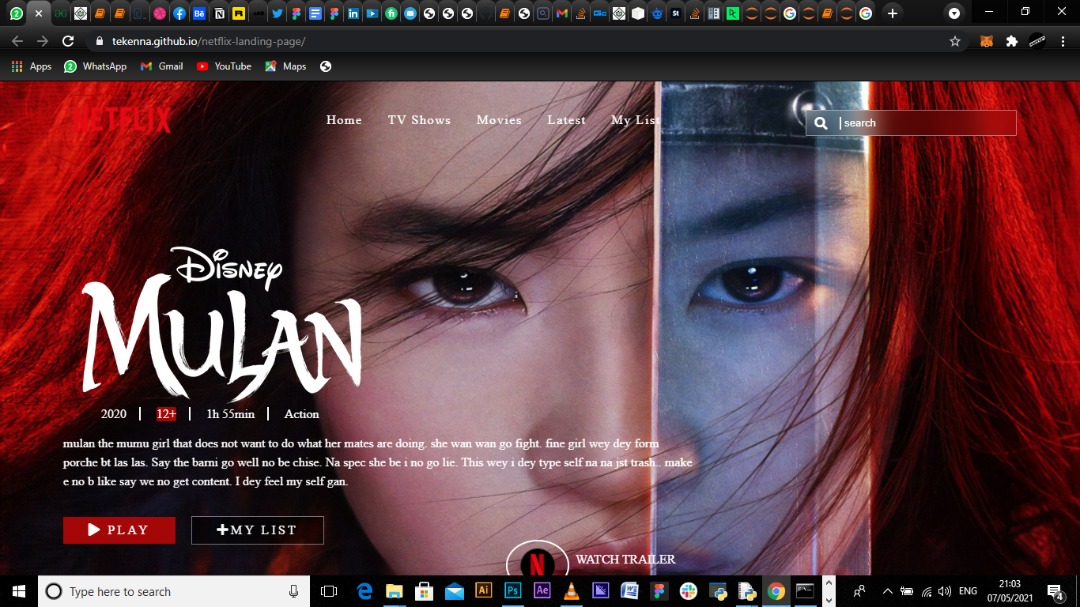 tekenna.github.io/netflix-landing-page/
Apps WhatsApp Gmail YouTube Maps
NETFLIX Home TV Shows Movies Latest My List search
Disney
MULAN
2020 | 12+ | 1h 55min | Action
mulan the mumu girl that does not want to do what her mates are doing. she wan wan go fight. fine girl wey dey form
porche bt las las. Say the barni go well no be chise. Na spec she be i no go lie. This wey i dey type self na na jst trash.. make
e no b like say we no get content. I dey feel my self gan.
PLAY +MY LIST
N WATCH TRAILER
Type here to search
ENG
21:03
07/05/2021
4